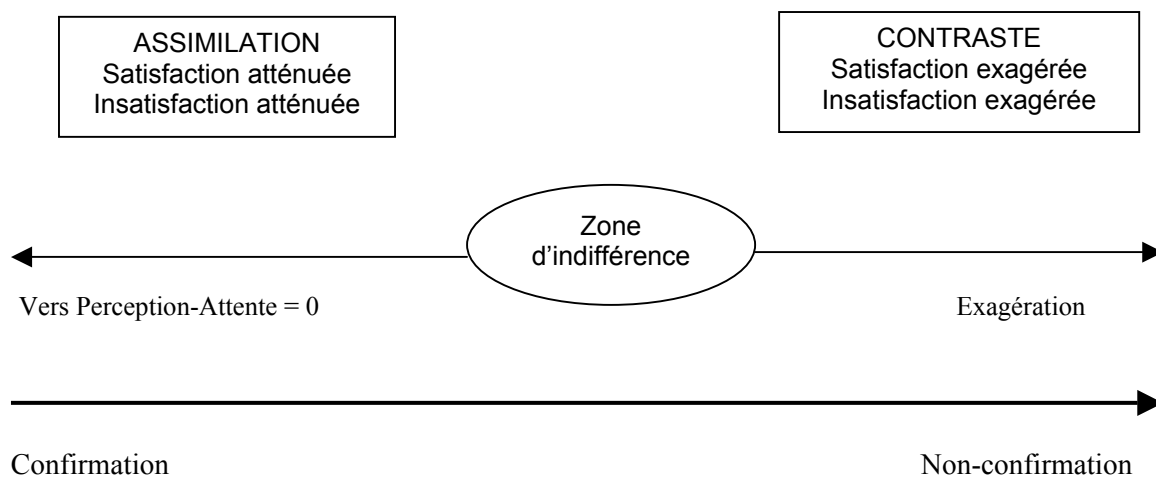 ASSIMILATION
Satisfaction atténuée
Insatisfaction atténuée
CONTRASTE
Satisfaction exagérée
Insatisfaction exagérée
Zone
d’indifférence
Vers Perception-Attente = 0
Exagération
Confirmation
Non-confirmation